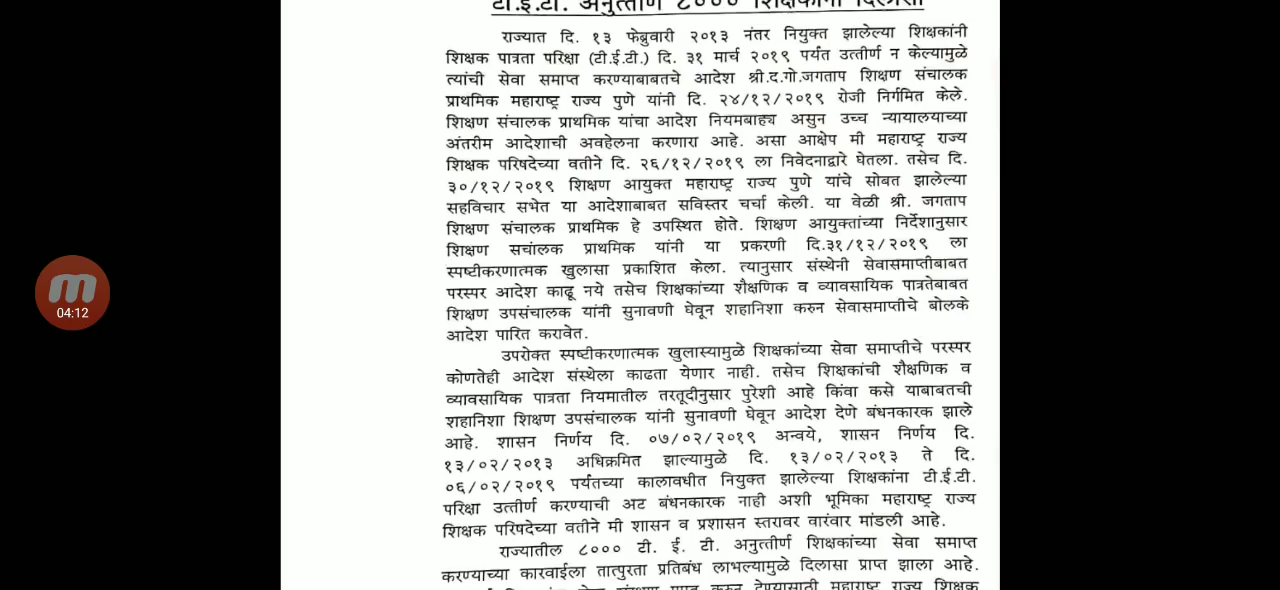 टी.ई.टी. अनुत्तीर्ण ८००० शिक्षकांना दिलासा
राज्यात दि. १३ फेब्रुवारी २०१३ नंतर नियुक्त झालेल्या शिक्षकांनी
शिक्षक पात्रता परिक्षा (टी.ई.टी.) दि. ३१ मार्च २०१९ पर्यंत उत्तीर्ण न केल्यामुळे
त्यांची सेवा समाप्त करण्याबाबतचे आदेश श्री.द.गो.जगताप शिक्षण संचालक
प्राथमिक महाराष्ट्र राज्य पुणे यांनी दि. २४/१२/२०१९ रोजी निर्गमित केले.
शिक्षण संचालक प्राथमिक यांचा आदेश नियमबाह्य असुन उच्च न्यायालयाच्या
अंतरीम आदेशाची अवहेलना करणारा आहे. असा आक्षेप मी महाराष्ट्र राज्य
शिक्षक परिषदेच्या वतीने दि. २६/१२/२०१९ ला निवेदनाद्वारे घेतला. तसेच दि.
३०/१२/२०१९ शिक्षण आयुक्त महाराष्ट्र राज्य पुणे यांचे सोबत झालेल्या
सहविचार सभेत या आदेशाबाबत सविस्तर चर्चा केली. या वेळी श्री. जगताप
शिक्षण संचालक प्राथमिक हे उपस्थित होते. शिक्षण आयुक्तांच्या निर्देशानुसार
शिक्षण सचांलक प्राथमिक यांनी या प्रकरणी दि.३१/१२/२०१९ ला
स्पष्टीकरणात्मक खुलासा प्रकाशित केला. त्यानुसार संस्थेनी सेवासमाप्तीबाबत
परस्पर आदेश काढू नये तसेच शिक्षकांच्या शैक्षणिक व व्यावसायिक पात्रतेबाबत
शिक्षण उपसंचालक यांनी सुनावणी घेवून शहानिशा करुन सेवासमाप्तीचे बोलके
आदेश पारित करावेत.
उपरोक्त स्पष्टीकरणात्मक खुलास्यामुळे शिक्षकांच्या सेवा समाप्तीचे परस्पर
कोणतेही आदेश संस्थेला काढता येणार नाही. तसेच शिक्षकांची शैक्षणिक व
व्यावसायिक पात्रता नियमातील तरतूदीनुसार पुरेशी आहे किंवा कसे याबाबतची
शहानिशा शिक्षण उपसंचालक यांनी सुनावणी घेवून आदेश देणे बंधनकारक झाले
आहे. शासन निर्णय दि. ०७/०२/२०१९ अन्वये, शासन निर्णय दि.
१३/०२/२०१३ अधिक्रमित झाल्यामुळे दि. १३/०२/२०१३ ते दि.
०६/०२/२०१९ पर्यंतच्या कालावधीत नियुक्त झालेल्या शिक्षकांना टी.ई.टी.
परिक्षा उत्तीर्ण करण्याची अट बंधनकारक नाही अशी भूमिका महाराष्ट्र राज्य
शिक्षक परिषदेच्या वतीने मी शासन व प्रशासन स्तरावर वारंवार मांडली आहे.
राज्यातील ८००० टी. ई. टी. अनुत्तीर्ण शिक्षकांच्या सेवा समाप्त
करण्याच्या कारवाईला तात्पुरता प्रतिबंध लाभल्यामुळे दिलासा प्राप्त झाला आहे.
महाराष्ट्र राज्य शिक्षक
04:12